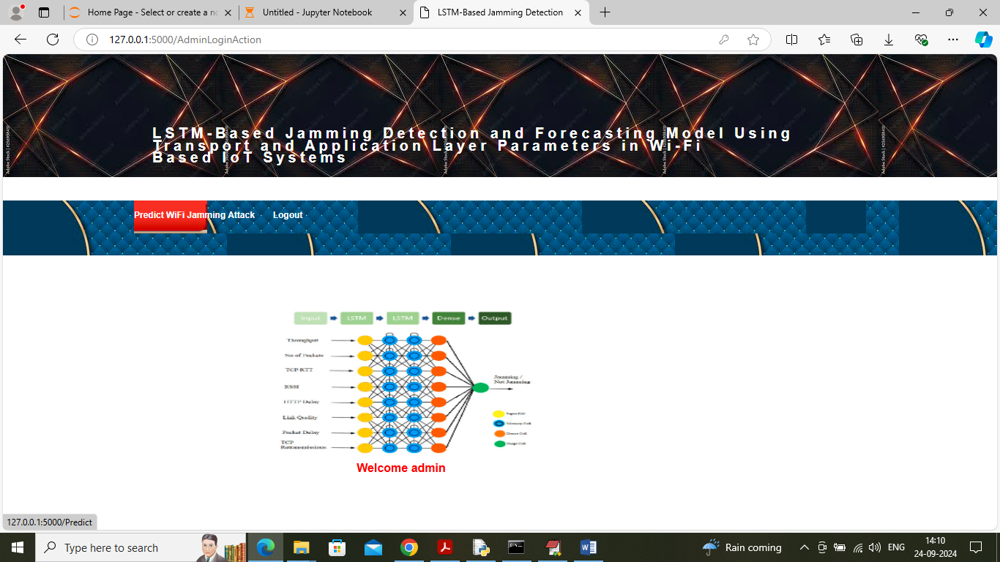 Home Page - Select or create a no
Untitled - Jupyter Notebook
LSTM-Based Jamming Detection
127.0.0.1:5000/AdminLoginAction
LSTM-Based Jamming Detection and Forecasting Model Using
Transport and Application Layer Parameters in Wi-Fi
Based IoT Systems
Predict WiFi Jamming Attack
Logout
Input
LSTM
LSTM
Dense
Output
Throughput
No of Packets
TCP RTT
RSSI
HTTP Delay
Link Quality
Packet Delay
TCP
Retransmissions
Jamming /
Not Jamming
Input Cell
Memory Cell
Dense Cell
Welcome admin
127.0.0.1:5000/Predict
Type here to search
Rain coming
ENG
14:10
24-09-2024